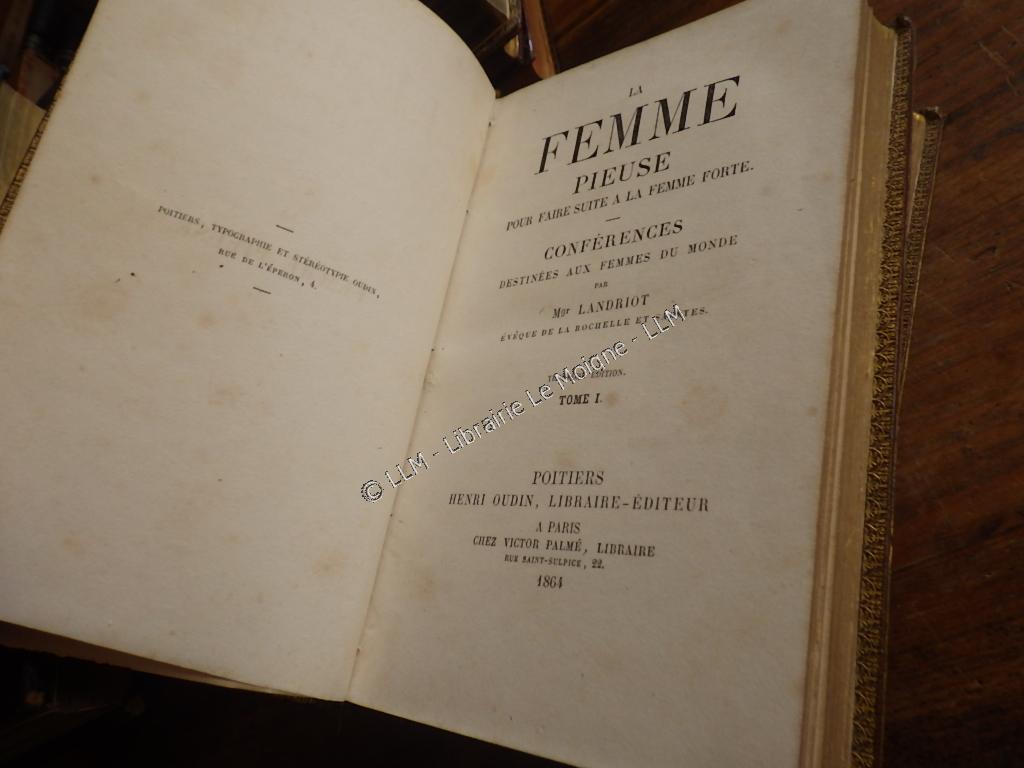 POITIERS, TYPOGRAPHIE ET STÉRÉOTYPIE OUDIN,
RUE DE L'ÉPERON, 4.
LA
FEMME
PIEUSE
POUR FAIRE SUITE A LA FEMME FORTE.
CONFÉRENCES
DESTINÉES AUX FEMMES DU MONDE
PAR
Mgr LANDRIOT
ÉVÊQUE DE LA ROCHELLE ET
ÉDITION.
TOME I.
POITIERS
HENRI OUDIN, LIBRAIRE-ÉDITEUR
A PARIS
CHEZ VICTOR PALMÉ, LIBRAIRE
RUE SAINT-SULPICE, 22.
1864
© LLM - Librairie Le Moigne - LLM